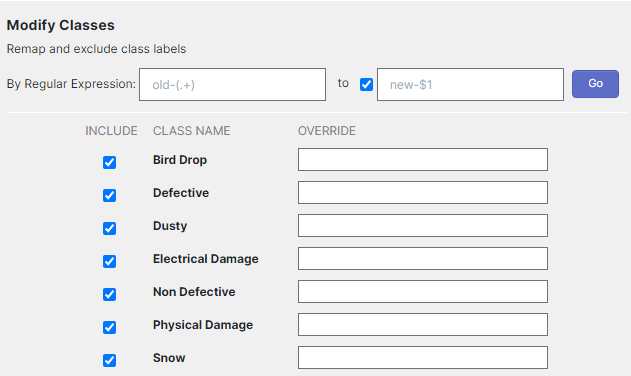 Modify Classes
Remap and exclude class labels
By Regular Expression: old-(.+) to new-$1 Go
INCLUDE CLASS NAME OVERRIDE
Bird Drop
Defective
Dusty
Electrical Damage
Non Defective
Physical Damage
Snow